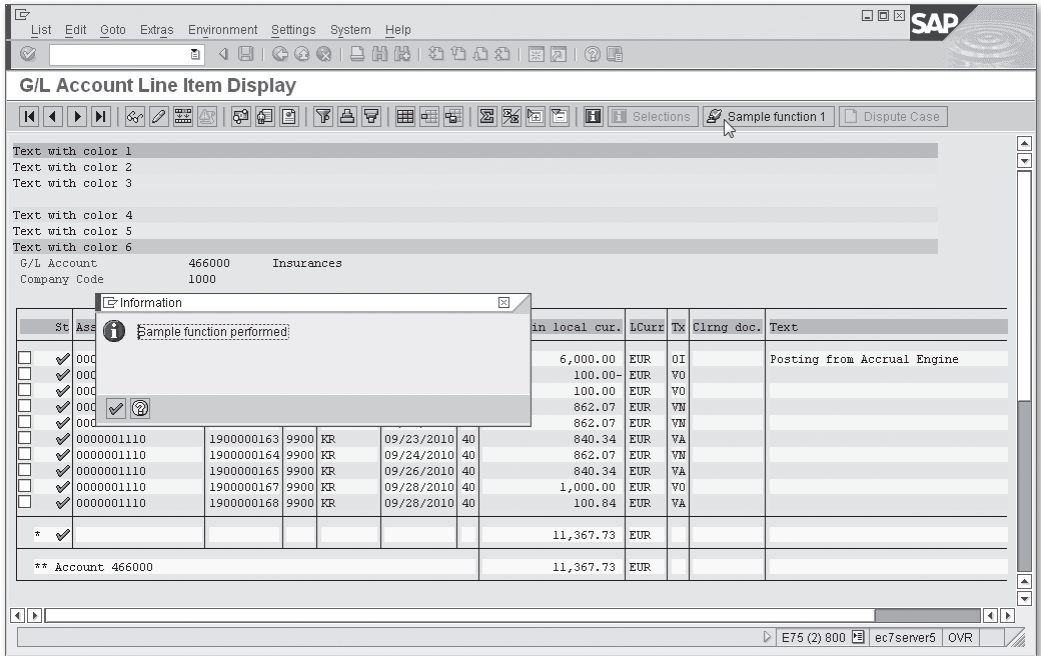 List Edit Goto Extras Environment Settings System Help
SAP
G/L Account Line Item Display
Selections Sample function 1 Dispute Case
Text with color 1
Text with color 2
Text with color 3
Text with color 4
Text with color 5
Text with color 6
G/L Account 466000 Insurances
Company Code 1000
Information
St Ass in local cur. LCurr Tx Clrng doc. Text
Sample function performed
000 6,000.00 EUR OI Posting from Accrual Engine
000 100.00- EUR V0
000 100.00 EUR V0
000 862.07 EUR VN
000 862.07 EUR VN
0000001110 1900000163 9900 KR 09/23/2010 40 840.34 EUR VA
0000001110 1900000164 9900 KR 09/24/2010 40 862.07 EUR VN
0000001110 1900000165 9900 KR 09/26/2010 40 840.34 EUR VA
0000001110 1900000167 9900 KR 09/28/2010 40 1,000.00 EUR V0
0000001110 1900000168 9900 KR 09/28/2010 40 100.84 EUR VA
* 11,367.73 EUR
** Account 466000 11,367.73 EUR
E75 (2) 800 ec7server5 OVR